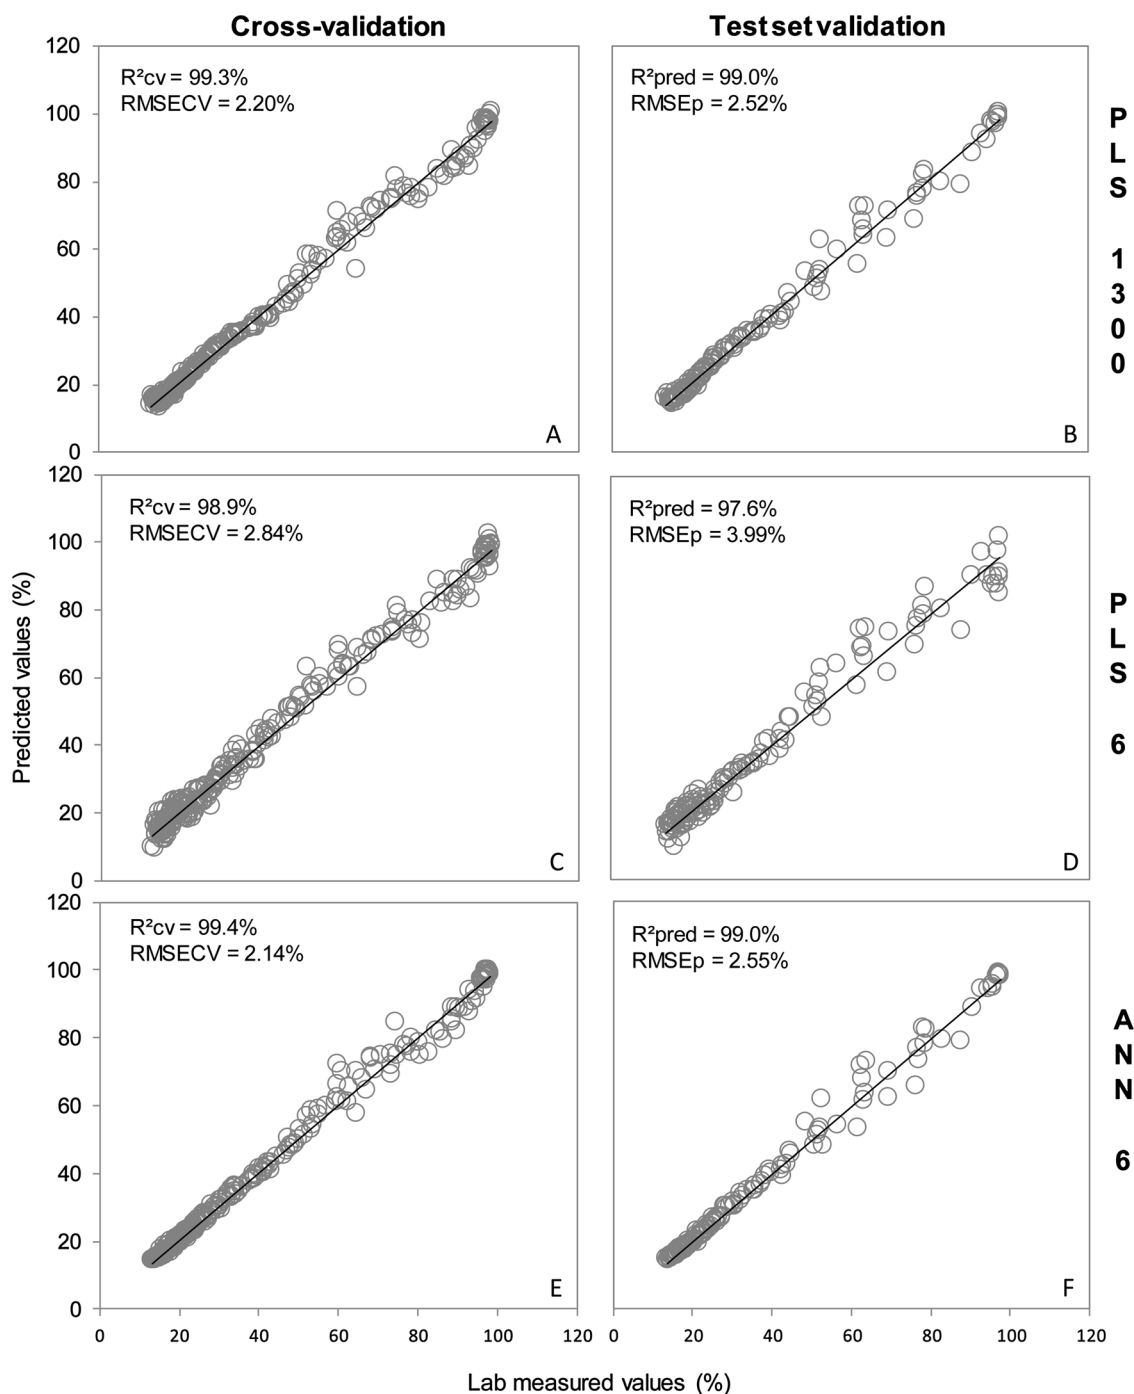 Cross-validation
Test set validation
120
100
80
60
40
20
0
R²cv = 99.3%
RMSECV = 2.20%
A
R²pred = 99.0%
RMSEp = 2.52%
B
PLS 1300
120
100
80
60
40
20
0
R²cv = 98.9%
RMSECV = 2.84%
C
R²pred = 97.6%
RMSEp = 3.99%
D
PLS 6
Predicted values (%)
120
100
80
60
40
20
0
R²cv = 99.4%
RMSECV = 2.14%
E
R²pred = 99.0%
RMSEp = 2.55%
F
ANN 6
0 20 40 60 80 100 120
0 20 40 60 80 100 120
Lab measured values (%)